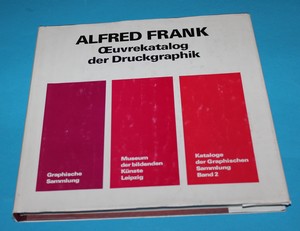 ALFRED FRANK
Œuvrekatalog
der Druckgraphik
Graphische
Sammlung
Museum
der bildenden
Künste
Leipzig
Kataloge
der Graphischen
Sammlung
Band 2